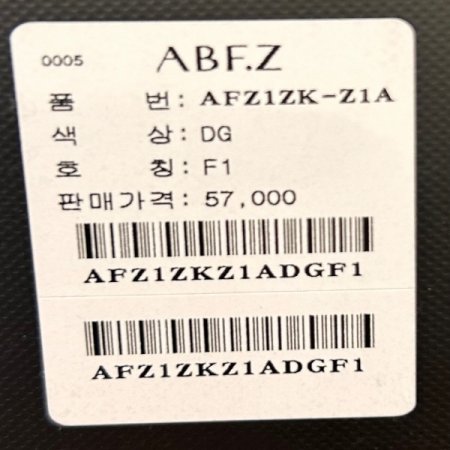 0005 ABF.Z
품 번: AFZ1ZK-Z1A
색 상: DG
호 칭: F1
판매가격: 57,000
AFZ1ZKZ1ADGF1
AFZ1ZKZ1ADGF1